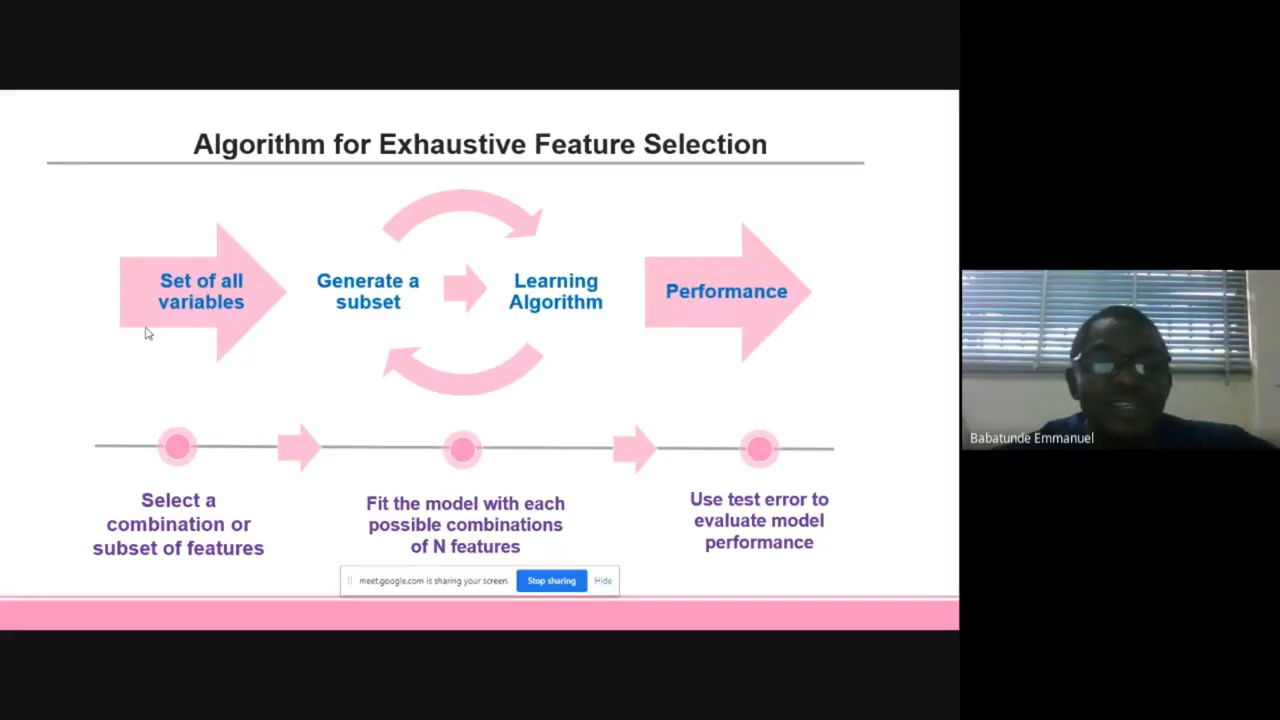 Algorithm for Exhaustive Feature Selection
Set of all
variables
Generate a
subset
Learning
Algorithm
Performance
Select a
combination or
subset of features
Fit the model with each
possible combinations
of N features
Use test error to
evaluate model
performance
meet.google.com is sharing your screen.
Stop sharing
Hide
Babatunde Emmanuel